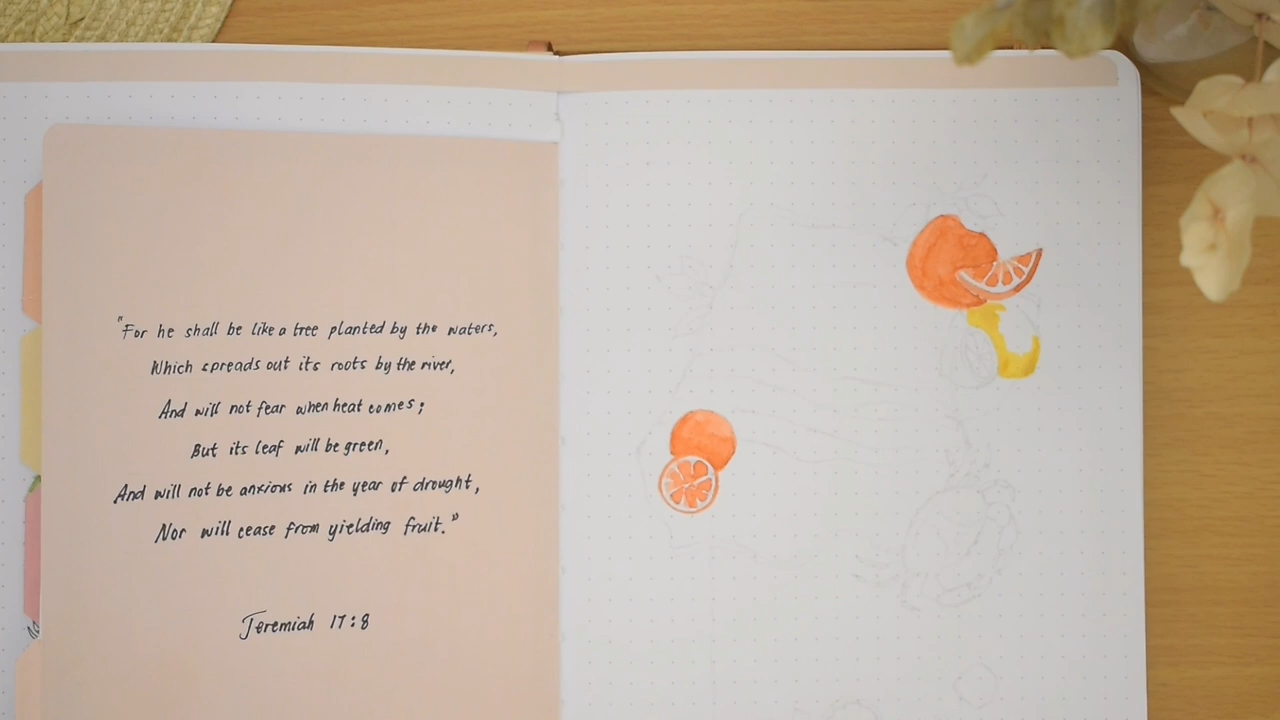 "For he shall be like a tree planted by the waters,
Which spreads out its roots by the river,
And will not fear when heat comes;
But its leaf will be green,
And will not be anxious in the year of drought,
Nor will cease from yielding fruit."
Jeremiah 17:8